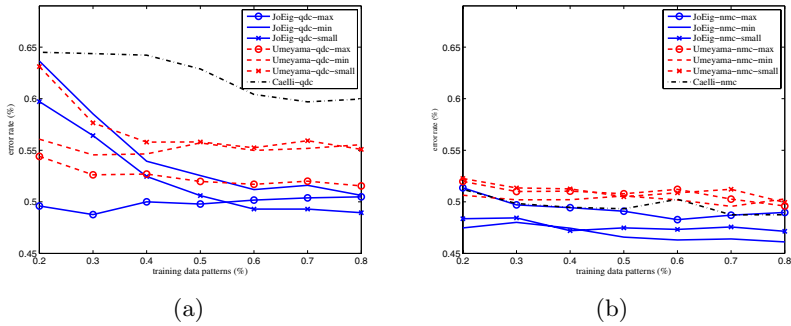 JoEig−qdc−max
JoEig−qdc−min
JoEig−qdc−small
Umeyama−qdc−max
Umeyama−qdc−min
Umeyama−qdc−small
Caelli−qdc
0.65
0.6
0.55
0.5
0.45
error rate (%)
0.2 0.3 0.4 0.5 0.6 0.7 0.8
training data patterns (%)
(a)
JoEig−nmc−max
JoEig−nmc−min
JoEig−nmc−small
Umeyama−nmc−max
Umeyama−nmc−min
Umeyama−nmc−small
Caelli−nmc
0.65
0.6
0.55
0.5
0.45
error rate (%)
0.2 0.3 0.4 0.5 0.6 0.7 0.8
training data patterns (%)
(b)